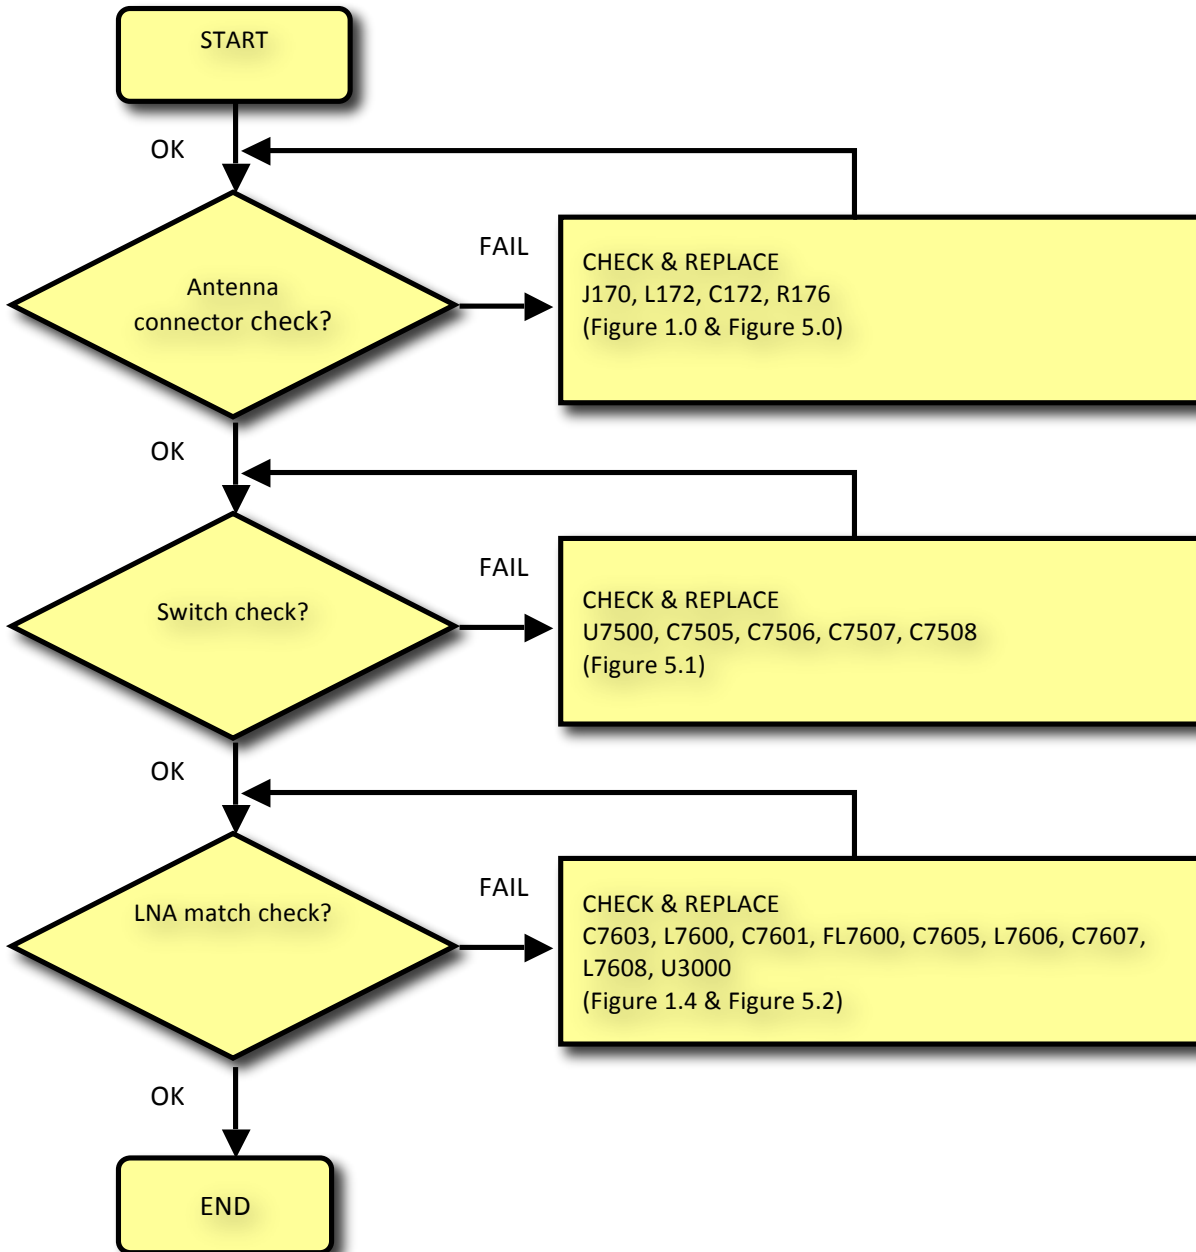 START
OK
Antenna
connector check?
FAIL
CHECK & REPLACE
J170, L172, C172, R176
(Figure 1.0 & Figure 5.0)
OK
Switch check?
FAIL
CHECK & REPLACE
U7500, C7505, C7506, C7507, C7508
(Figure 5.1)
OK
LNA match check?
FAIL
CHECK & REPLACE
C7603, L7600, C7601, FL7600, C7605, L7606, C7607,
L7608, U3000
(Figure 1.4 & Figure 5.2)
OK
END